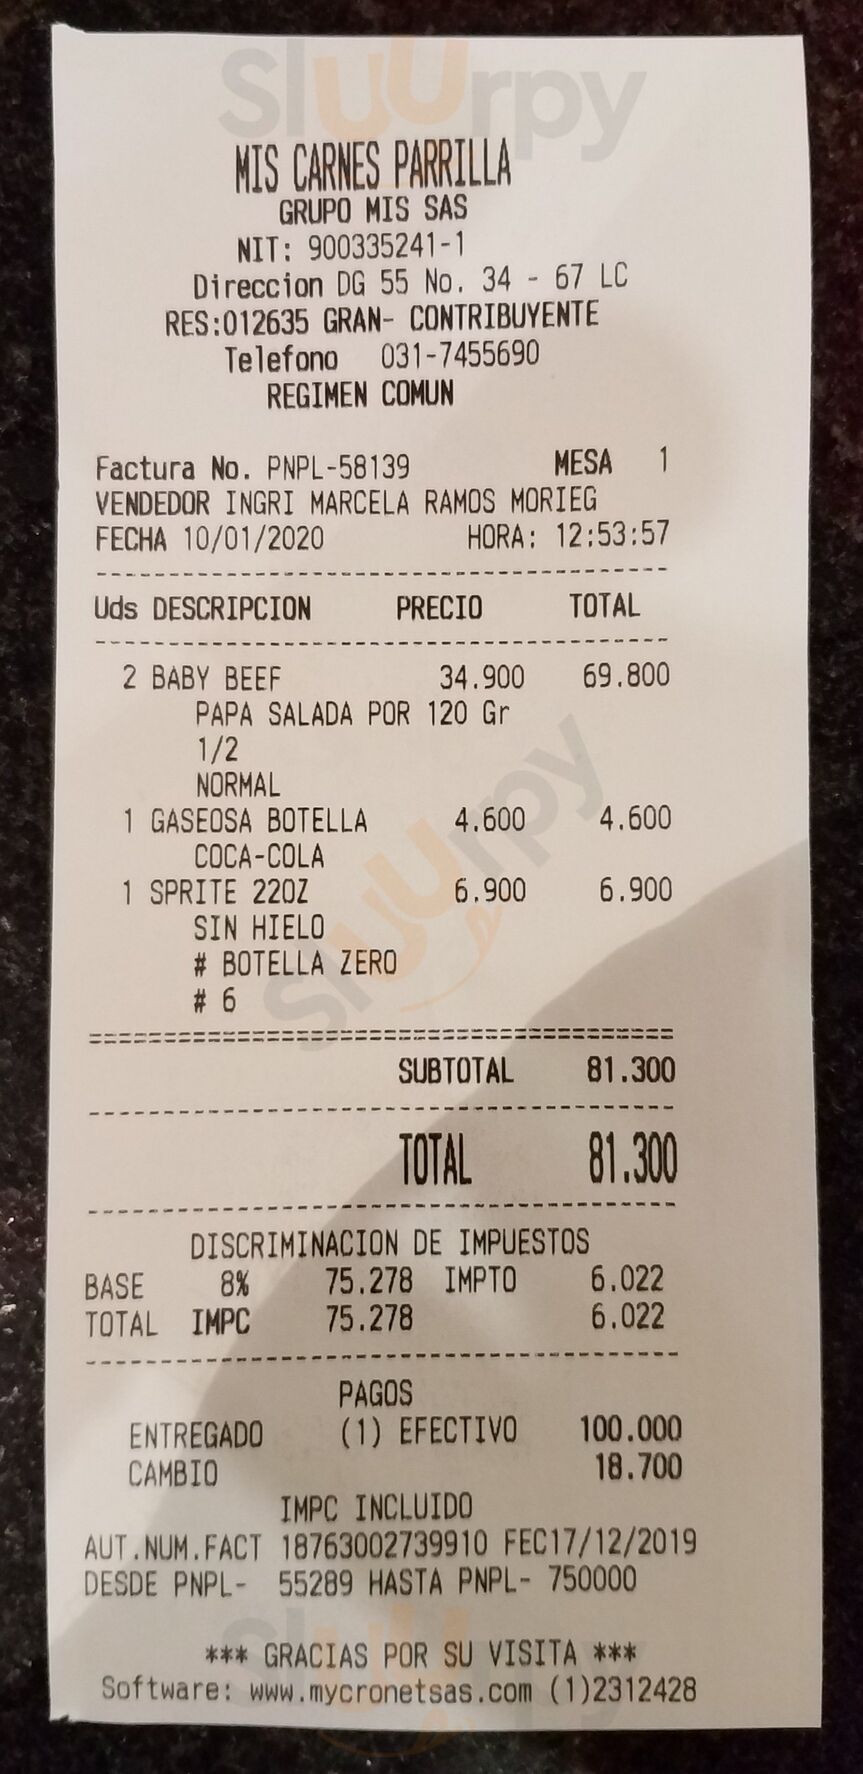 Sluurpy
MIS CARNES PARRILLA
GRUPO MIS SAS
NIT: 900335241-1
Direccion DG 55 No. 34 - 67 LC
RES:012635 GRAN- CONTRIBUYENTE
Telefono 031-7455690
REGIMEN COMUN
Factura No. PNPL-58139 MESA 1
VENDEDOR INGRI MARCELA RAMOS MORIEG
FECHA 10/01/2020 HORA: 12:53:57
Uds DESCRIPCION PRECIO TOTAL
2 BABY BEEF 34.900 69.800
PAPA SALADA POR 120 Gr
1/2
NORMAL
1 GASEOSA BOTELLA 4.600 4.600
COCA-COLA
1 SPRITE 22OZ 6.900 6.900
SIN HIELO
# BOTELLA ZERO
# 6
Sluurpy
SUBTOTAL 81.300
TOTAL 81.300
DISCRIMINACION DE IMPUESTOS
BASE 8% 75.278 IMPTO 6.022
TOTAL IMPC 75.278 6.022
PAGOS
ENTREGADO (1) EFECTIVO 100.000
CAMBIO 18.700
IMPC INCLUIDO
AUT.NUM.FACT 18763002739910 FEC17/12/2019
DESDE PNPL- 55289 HASTA PNPL- 750000
*** GRACIAS POR SU VISITA ***
Software: www.mycronetsas.com (1)2312428
Sluurpy